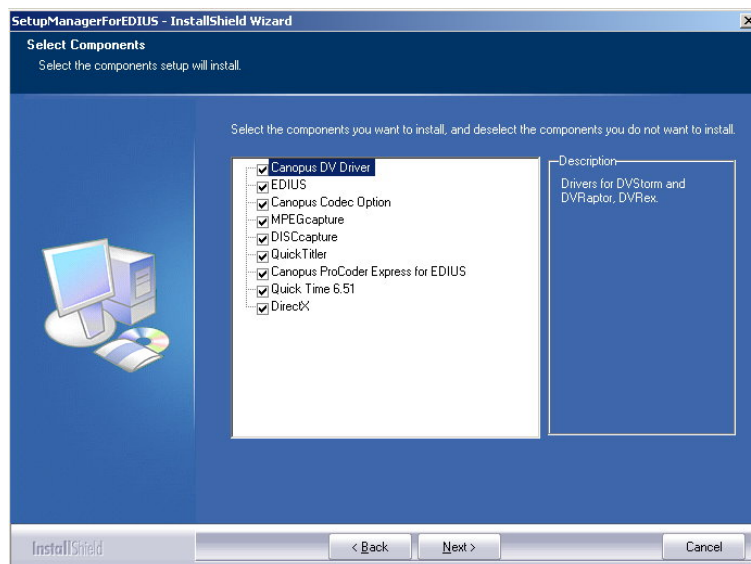 SetupManagerForEDIUS - InstallShield Wizard
Select Components
Select the components setup will install.
Select the components you want to install, and deselect the components you do not want to install.
Canopus DV Driver
EDIUS
Canopus Codec Option
MPEGcapture
DISCcapture
QuickTitler
Canopus ProCoder Express for EDIUS
Quick Time 6.51
DirectX
Description
Drivers for DVStorm and
DVRaptor, DVRex.
InstallShield
< Back
Next >
Cancel